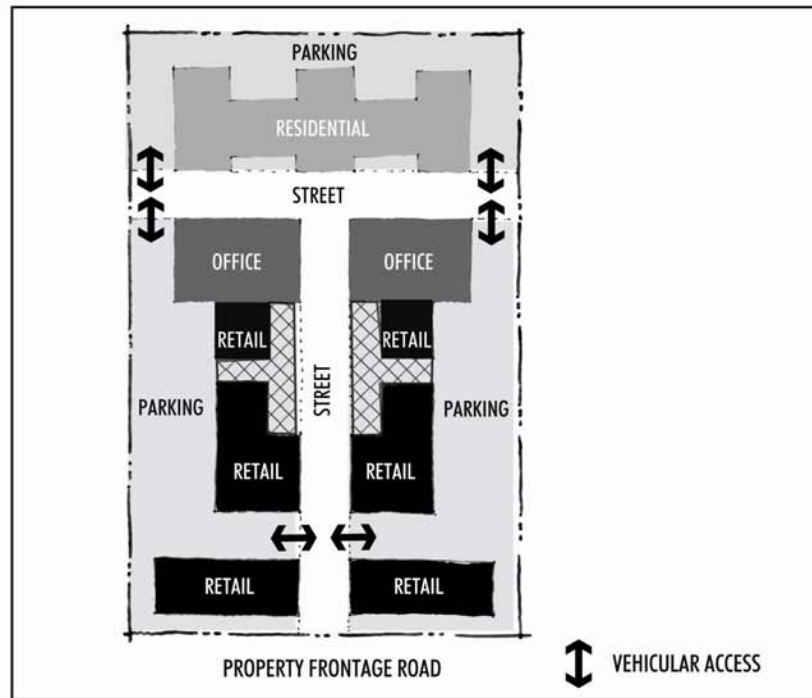 PARKING
RESIDENTIAL
STREET
OFFICE
OFFICE
RETAIL
RETAIL
STREET
PARKING
PARKING
RETAIL
RETAIL
RETAIL
RETAIL
PROPERTY FRONTAGE ROAD
VEHICULAR ACCESS